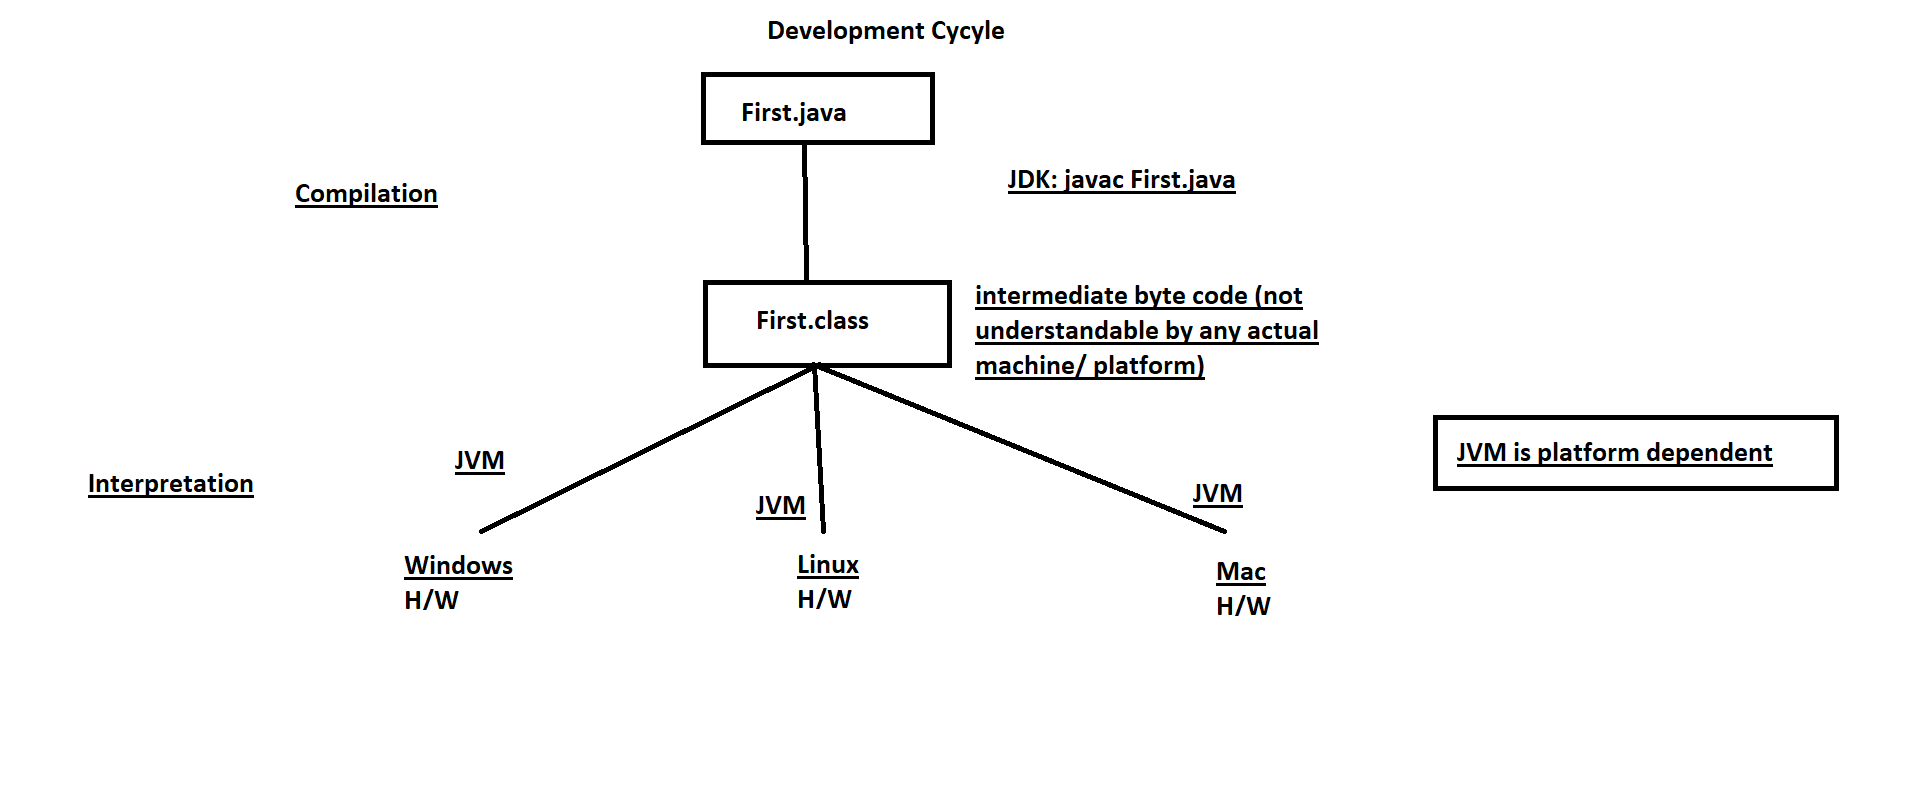 Development Cycyle
First.java
Compilation
JDK: javac First.java
First.class
intermediate byte code (not
understandable by any actual
machine/ platform)
JVM is platform dependent
Interpretation
JVM
JVM
JVM
Windows
H/W
Linux
H/W
Mac
H/W